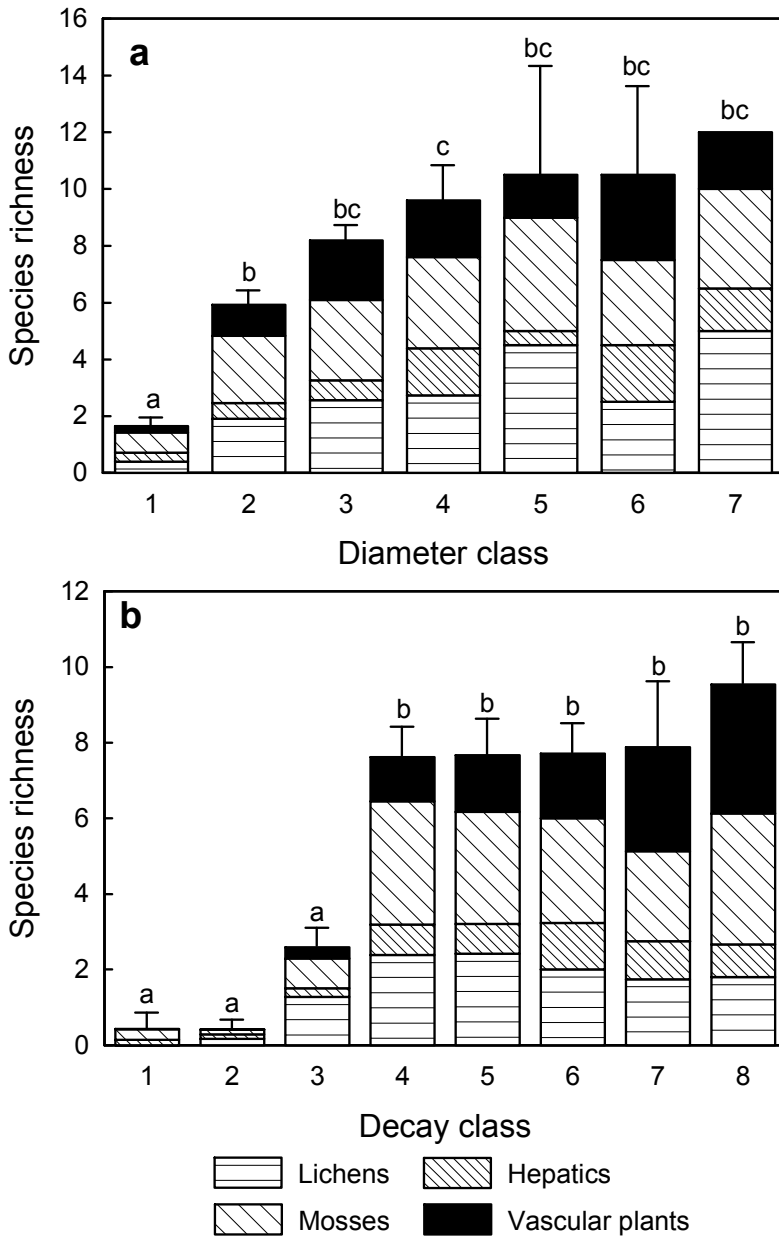 16
14
12
10
8
6
4
2
0
Species richness
a
a
b
bc
c
bc
bc
bc
1 2 3 4 5 6 7
Diameter class
12
10
8
6
4
2
0
Species richness
b
a
a
a
b
b
b
b
b
1 2 3 4 5 6 7 8
Decay class
Lichens
Hepatics
Mosses
Vascular plants